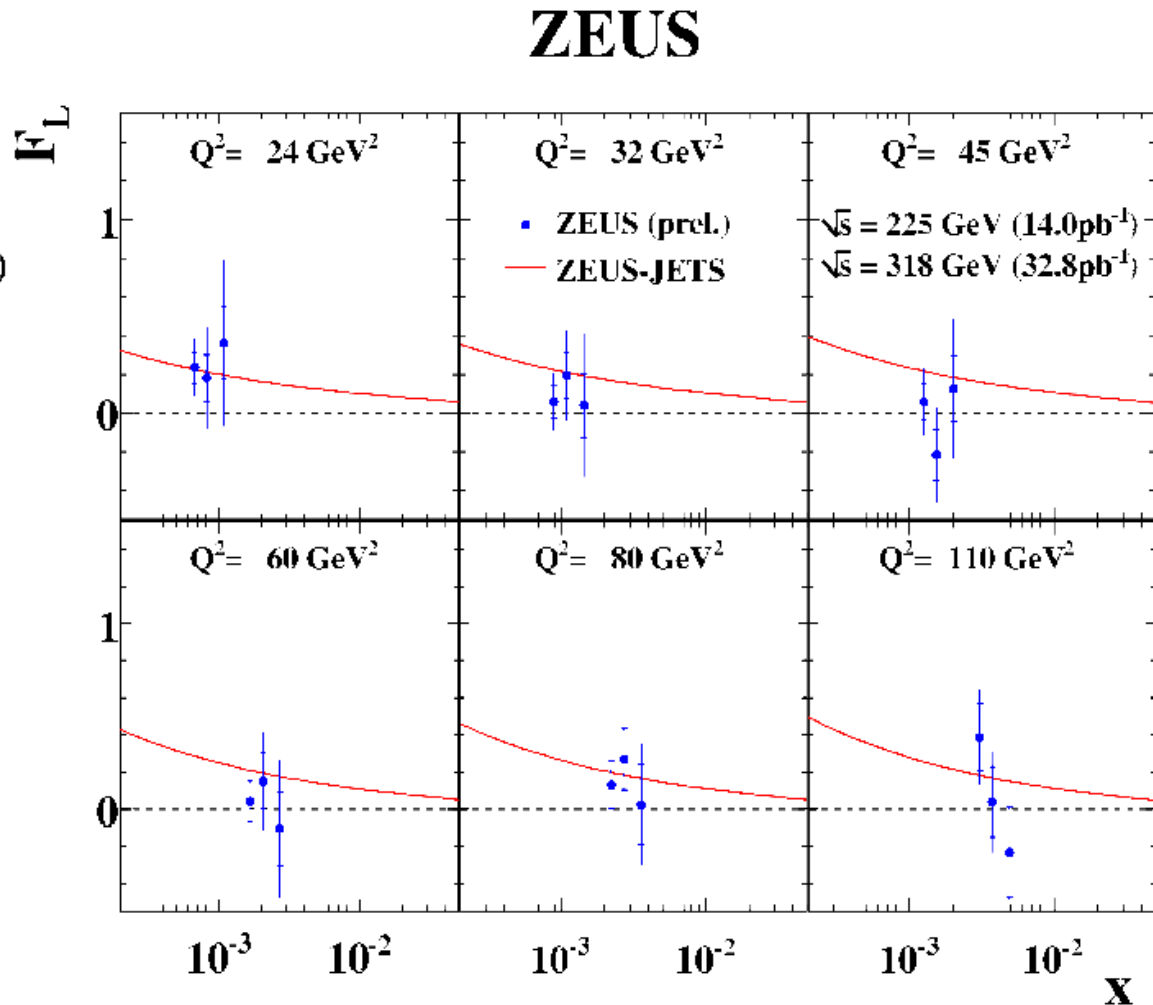 ZEUS
F_L
Q²= 24 GeV²
Q²= 32 GeV²
Q²= 45 GeV²
ZEUS (prel.)
ZEUS-JETS
√s = 225 GeV (14.0pb⁻¹)
√s = 318 GeV (32.8pb⁻¹)
1
0
Q²= 60 GeV²
Q²= 80 GeV²
Q²= 110 GeV²
1
0
10⁻³ 10⁻² 10⁻³ 10⁻² 10⁻³ 10⁻²
x